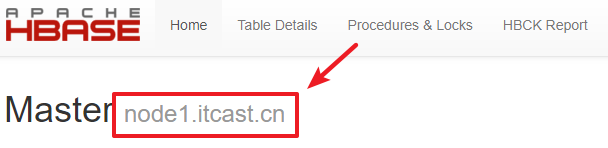 APACHE
HBASE
Home Table Details Procedures & Locks HBCK Report
Master node1.itcast.cn